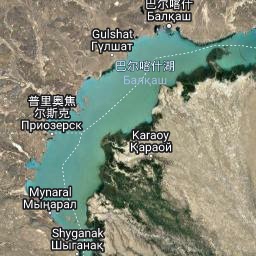 巴尔喀什
Балқаш
Gulshat
Гүлшат
巴尔喀什湖
Балқаш
普里奥焦
尔斯克
Приозерск
Karaoy
Қараой
Mynaral
Мыңарал
Shyganak
Шығанақ